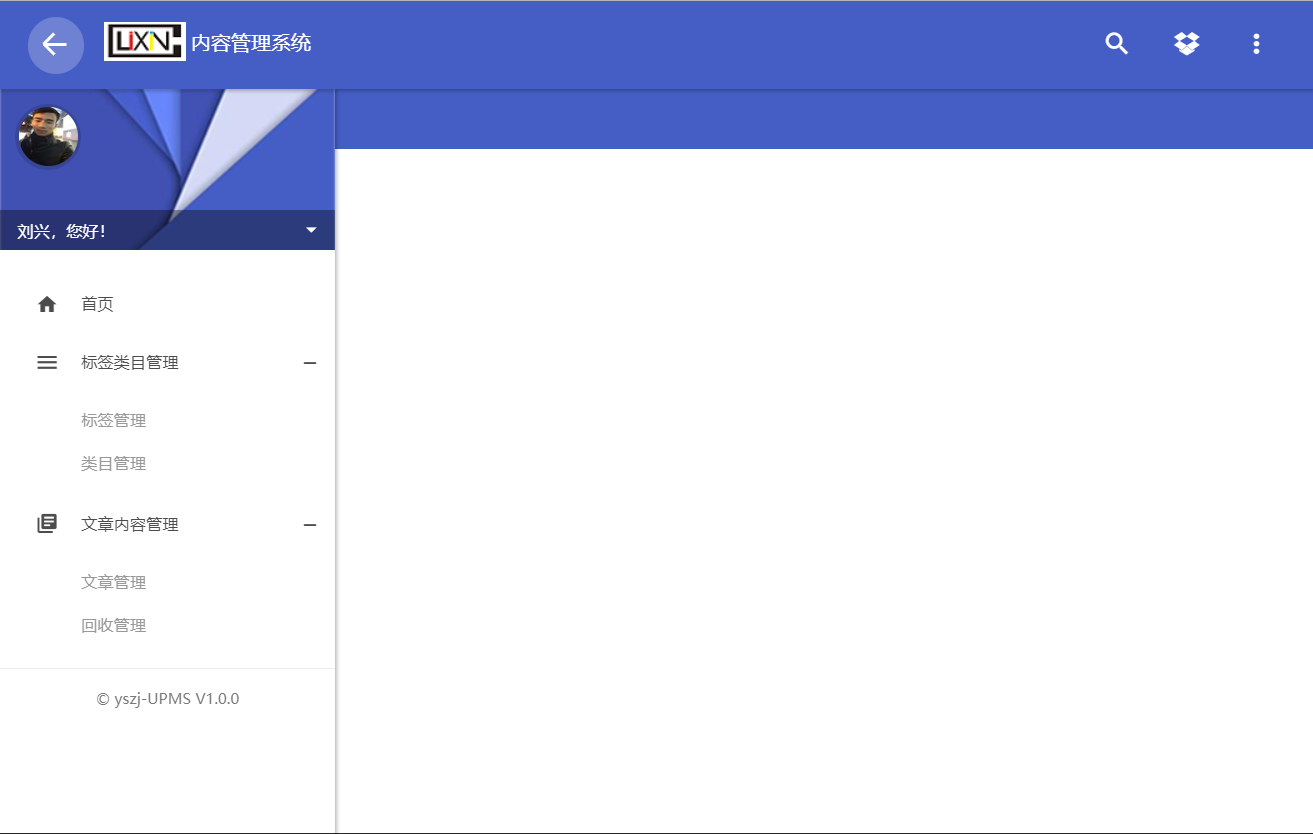 LiXIN 内容管理系统
刘兴，您好！
首页
标签类目管理
标签管理
类目管理
文章内容管理
文章管理
回收管理
© yszj-UPMS V1.0.0